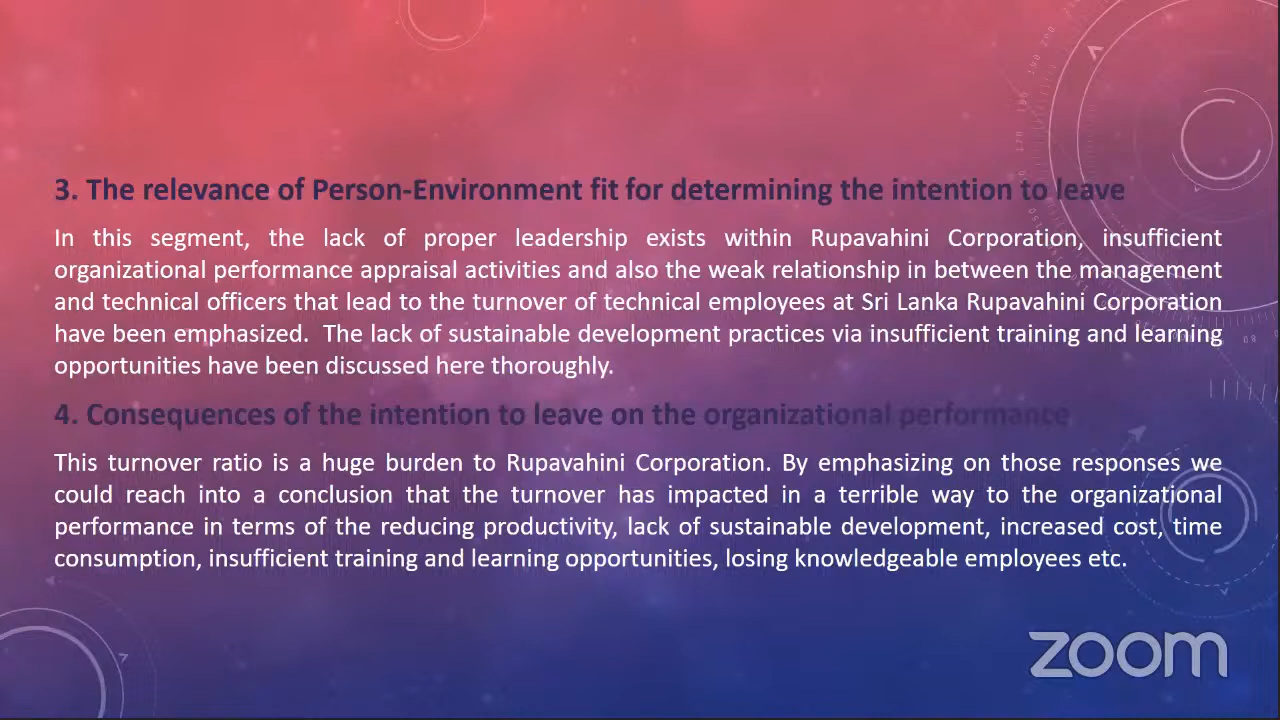 3. The relevance of Person-Environment fit for determining the intention to leave
In this segment, the lack of proper leadership exists within Rupavahini Corporation, insufficient
organizational performance appraisal activities and also the weak relationship in between the management
and technical officers that lead to the turnover of technical employees at Sri Lanka Rupavahini Corporation
have been emphasized. The lack of sustainable development practices via insufficient training and learning
opportunities have been discussed here thoroughly.
4. Consequences of the intention to leave on the organizational performance
This turnover ratio is a huge burden to Rupavahini Corporation. By emphasizing on those responses we
could reach into a conclusion that the turnover has impacted in a terrible way to the organizational
performance in terms of the reducing productivity, lack of sustainable development, increased cost, time
consumption, insufficient training and learning opportunities, losing knowledgeable employees etc.
zoom